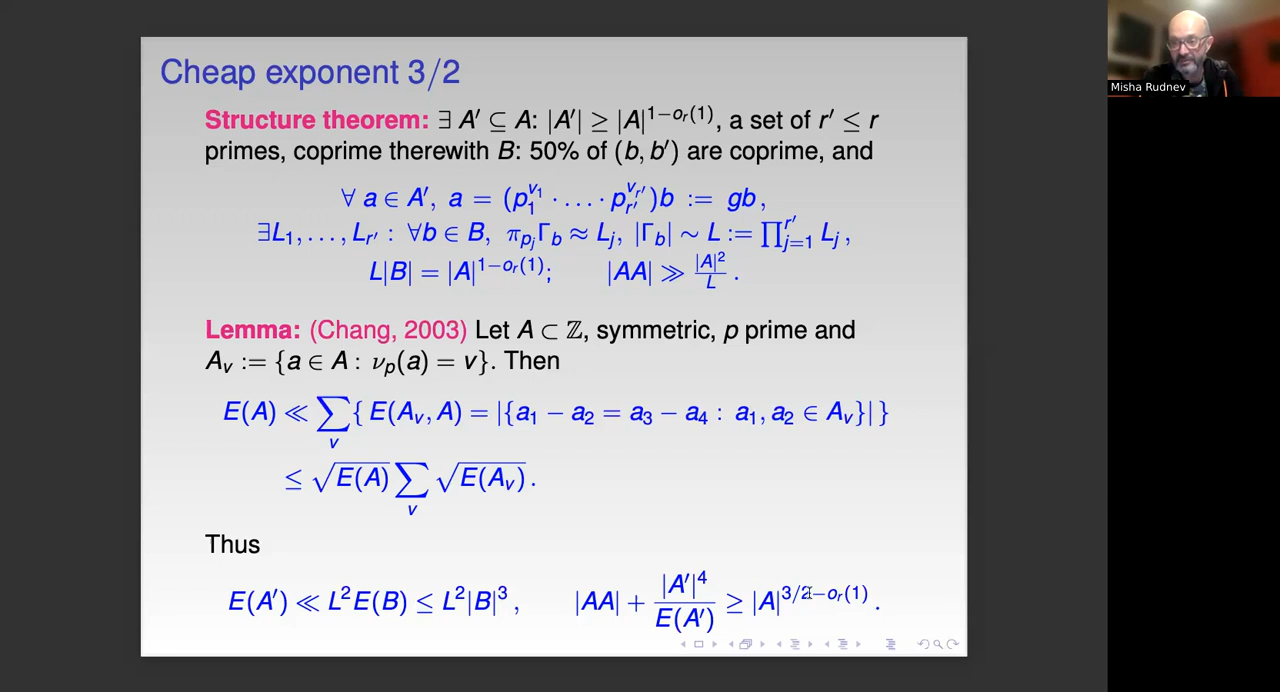 Cheap exponent 3/2
Structure theorem: ∃ A′ ⊆ A: |A′| ≥ |A|^{1−o_r(1)}, a set of r′ ≤ r
primes, coprime therewith B: 50% of (b, b′) are coprime, and
∀ a ∈ A′, a = (p_1^{v_1} · … · p_{r′}^{v_{r′}})b := gb,
∃L_1, …, L_{r′} : ∀b ∈ B, π_{p_j}Γ_b ≈ L_j, |Γ_b| ∼ L := ∏_{j=1}^{r′} L_j,
L|B| = |A|^{1−o_r(1)}; |AA| ≫ |A|^2/L.
Lemma: (Chang, 2003) Let A ⊂ ℤ, symmetric, p prime and
A_v := {a ∈ A : ν_p(a) = v}. Then
E(A) ≪ ∑_v { E(A_v, A) = |{a_1 − a_2 = a_3 − a_4 : a_1, a_2 ∈ A_v}| }
≤ √E(A) ∑_v √E(A_v).
Thus
E(A′) ≪ L^2E(B) ≤ L^2|B|^3, |AA| + |A′|^4/E(A′) ≥ |A|^{3/2−o_r(1)}.
Misha Rudnev